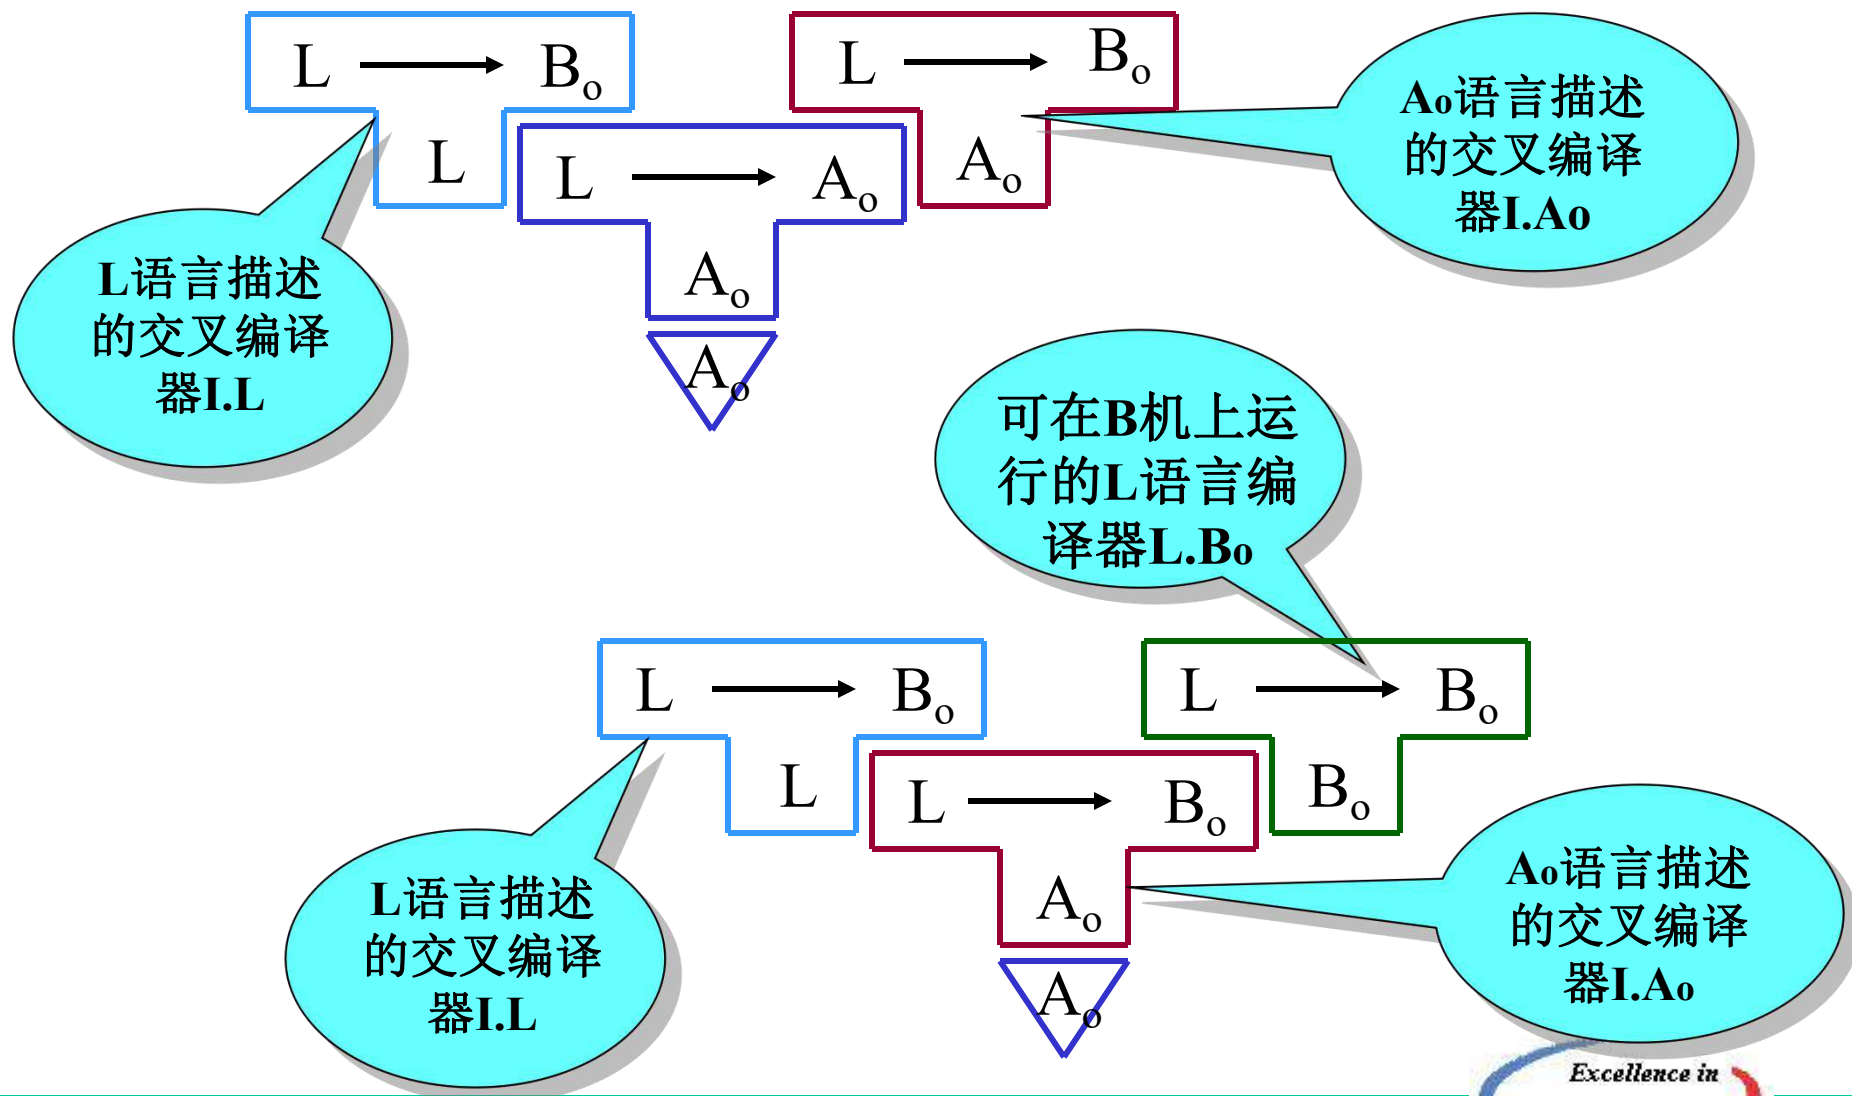 L → Bₒ
L
L → Aₒ
Aₒ
Aₒ
L → Bₒ
Aₒ
Aₒ语言描述
的交叉编译
器I.Aₒ
L语言描述
的交叉编译
器I.L
可在B机上运
行的L语言编
译器L.Bₒ
L → Bₒ
L
L → Bₒ
Aₒ
Aₒ
L → Bₒ
Bₒ
L语言描述
的交叉编译
器I.L
Aₒ语言描述
的交叉编译
器I.Aₒ
Excellence in